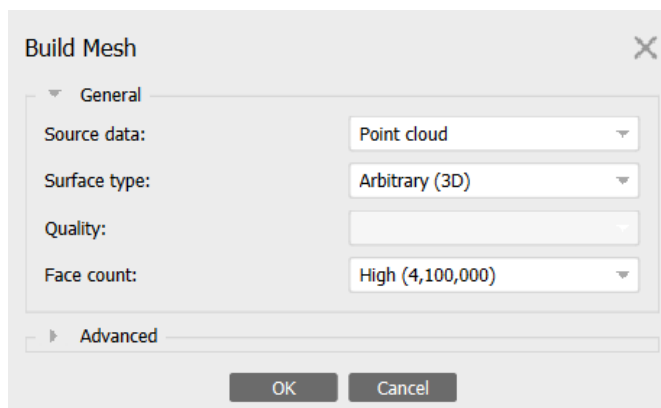 Build Mesh
General
Source data: Point cloud
Surface type: Arbitrary (3D)
Quality:
Face count: High (4,100,000)
Advanced
OK Cancel